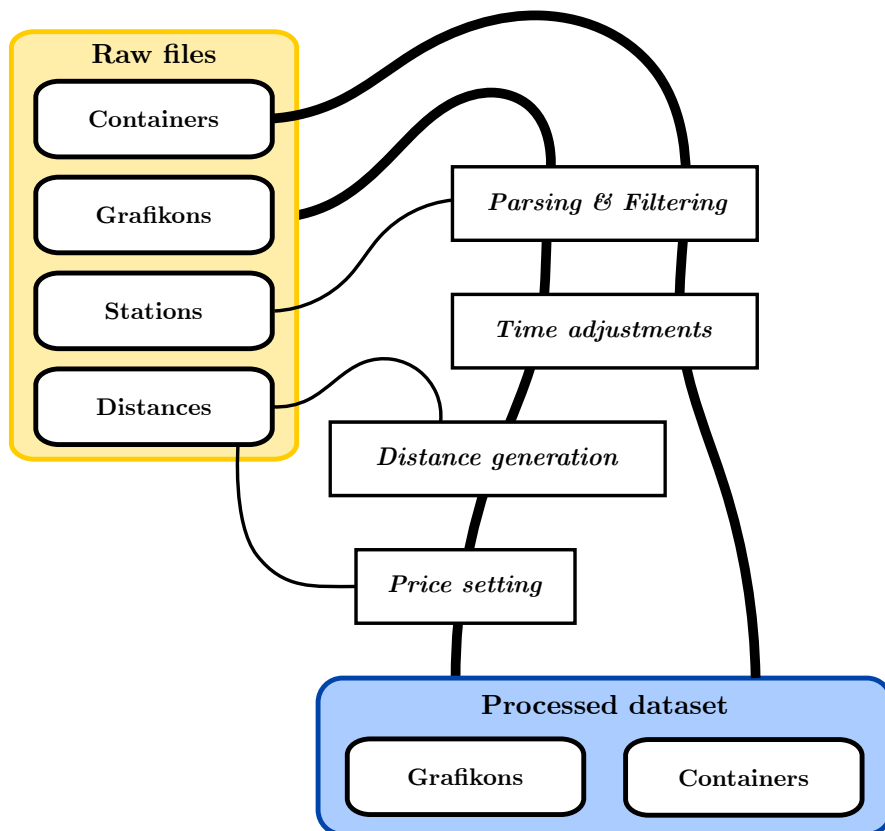 Raw files
Containers
Grafikons
Stations
Distances
Parsing & Filtering
Time adjustments
Distance generation
Price setting
Processed dataset
Grafikons
Containers